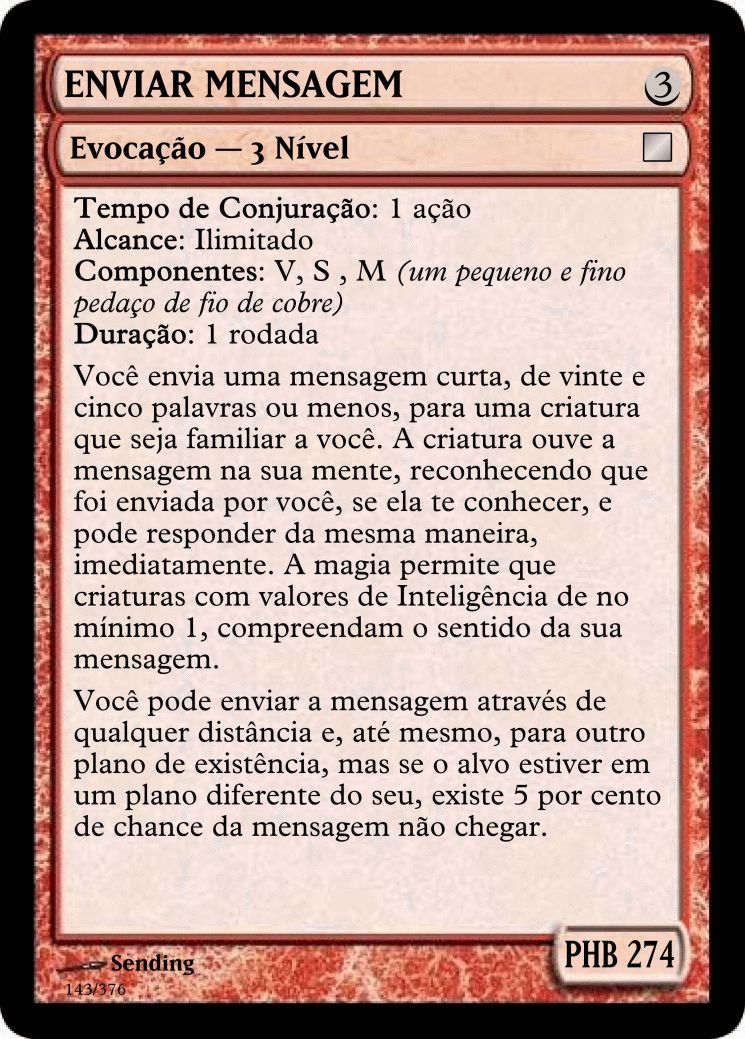 ENVIAR MENSAGEM 3
Evocação — 3 Nível
Tempo de Conjuração: 1 ação
Alcance: Ilimitado
Componentes: V, S , M (um pequeno e fino
pedaço de fio de cobre)
Duração: 1 rodada
Você envia uma mensagem curta, de vinte e
cinco palavras ou menos, para uma criatura
que seja familiar a você. A criatura ouve a
mensagem na sua mente, reconhecendo que
foi enviada por você, se ela te conhecer, e
pode responder da mesma maneira,
imediatamente. A magia permite que
criaturas com valores de Inteligência de no
mínimo 1, compreendam o sentido da sua
mensagem.
Você pode enviar a mensagem através de
qualquer distância e, até mesmo, para outro
plano de existência, mas se o alvo estiver em
um plano diferente do seu, existe 5 por cento
de chance da mensagem não chegar.
PHB 274
Sending
143/376